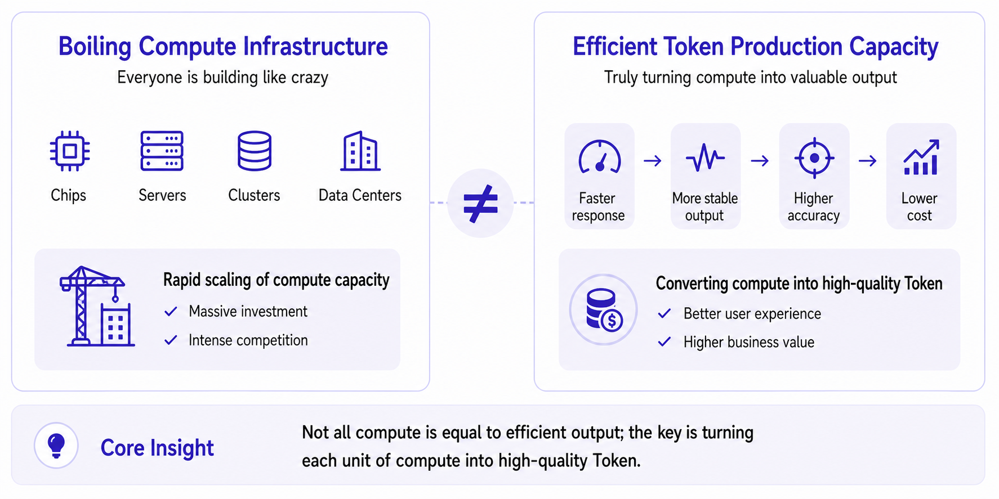 Boiling Compute Infrastructure
Everyone is building like crazy
Chips
Servers
Clusters
Data Centers
Rapid scaling of compute capacity
Massive investment
Intense competition
≠
Efficient Token Production Capacity
Truly turning compute into valuable output
Faster
response
More stable
output
Higher
accuracy
Lower
cost
$
Converting compute into high-quality Token
Better user experience
Higher business value
Core Insight
Not all compute is equal to efficient output; the key is turning
each unit of compute into high-quality Token.